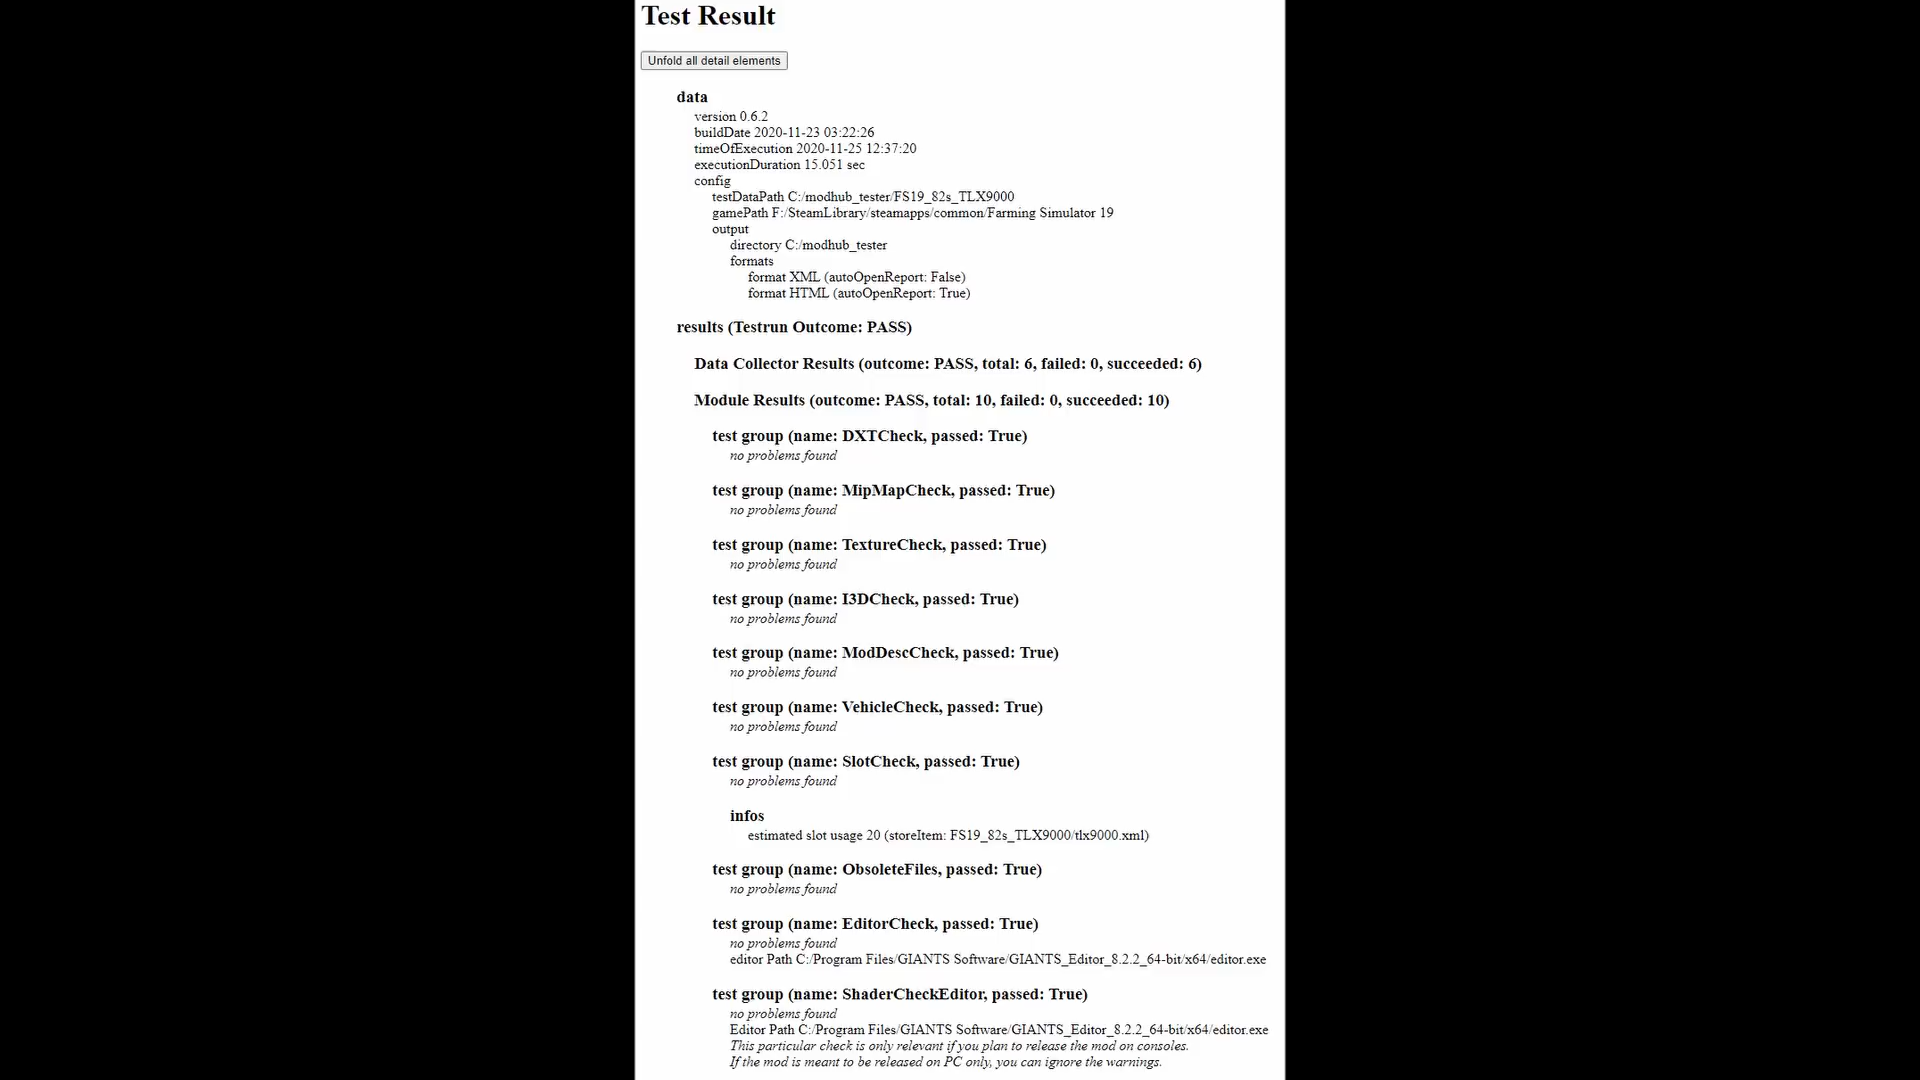 Test Result
Unfold all detail elements
data
version 0.6.2
buildDate 2020-11-23 03:22:26
timeOfExecution 2020-11-25 12:37:20
executionDuration 15.051 sec
config
testDataPath C:/modhub_tester/FS19_82s_TLX9000
gamePath F:/SteamLibrary/steamapps/common/Farming Simulator 19
output
directory C:/modhub_tester
formats
format XML (autoOpenReport: False)
format HTML (autoOpenReport: True)
results (Testrun Outcome: PASS)
Data Collector Results (outcome: PASS, total: 6, failed: 0, succeeded: 6)
Module Results (outcome: PASS, total: 10, failed: 0, succeeded: 10)
test group (name: DXTCheck, passed: True)
no problems found
test group (name: MipMapCheck, passed: True)
no problems found
test group (name: TextureCheck, passed: True)
no problems found
test group (name: I3DCheck, passed: True)
no problems found
test group (name: ModDescCheck, passed: True)
no problems found
test group (name: VehicleCheck, passed: True)
no problems found
test group (name: SlotCheck, passed: True)
no problems found
infos
estimated slot usage 20 (storeItem: FS19_82s_TLX9000/tlx9000.xml)
test group (name: ObsoleteFiles, passed: True)
no problems found
test group (name: EditorCheck, passed: True)
no problems found
editor Path C:/Program Files/GIANTS Software/GIANTS_Editor_8.2.2_64-bit/x64/editor.exe
test group (name: ShaderCheckEditor, passed: True)
no problems found
Editor Path C:/Program Files/GIANTS Software/GIANTS_Editor_8.2.2_64-bit/x64/editor.exe
This particular check is only relevant if you plan to release the mod on consoles.
If the mod is meant to be released on PC only, you can ignore the warnings.